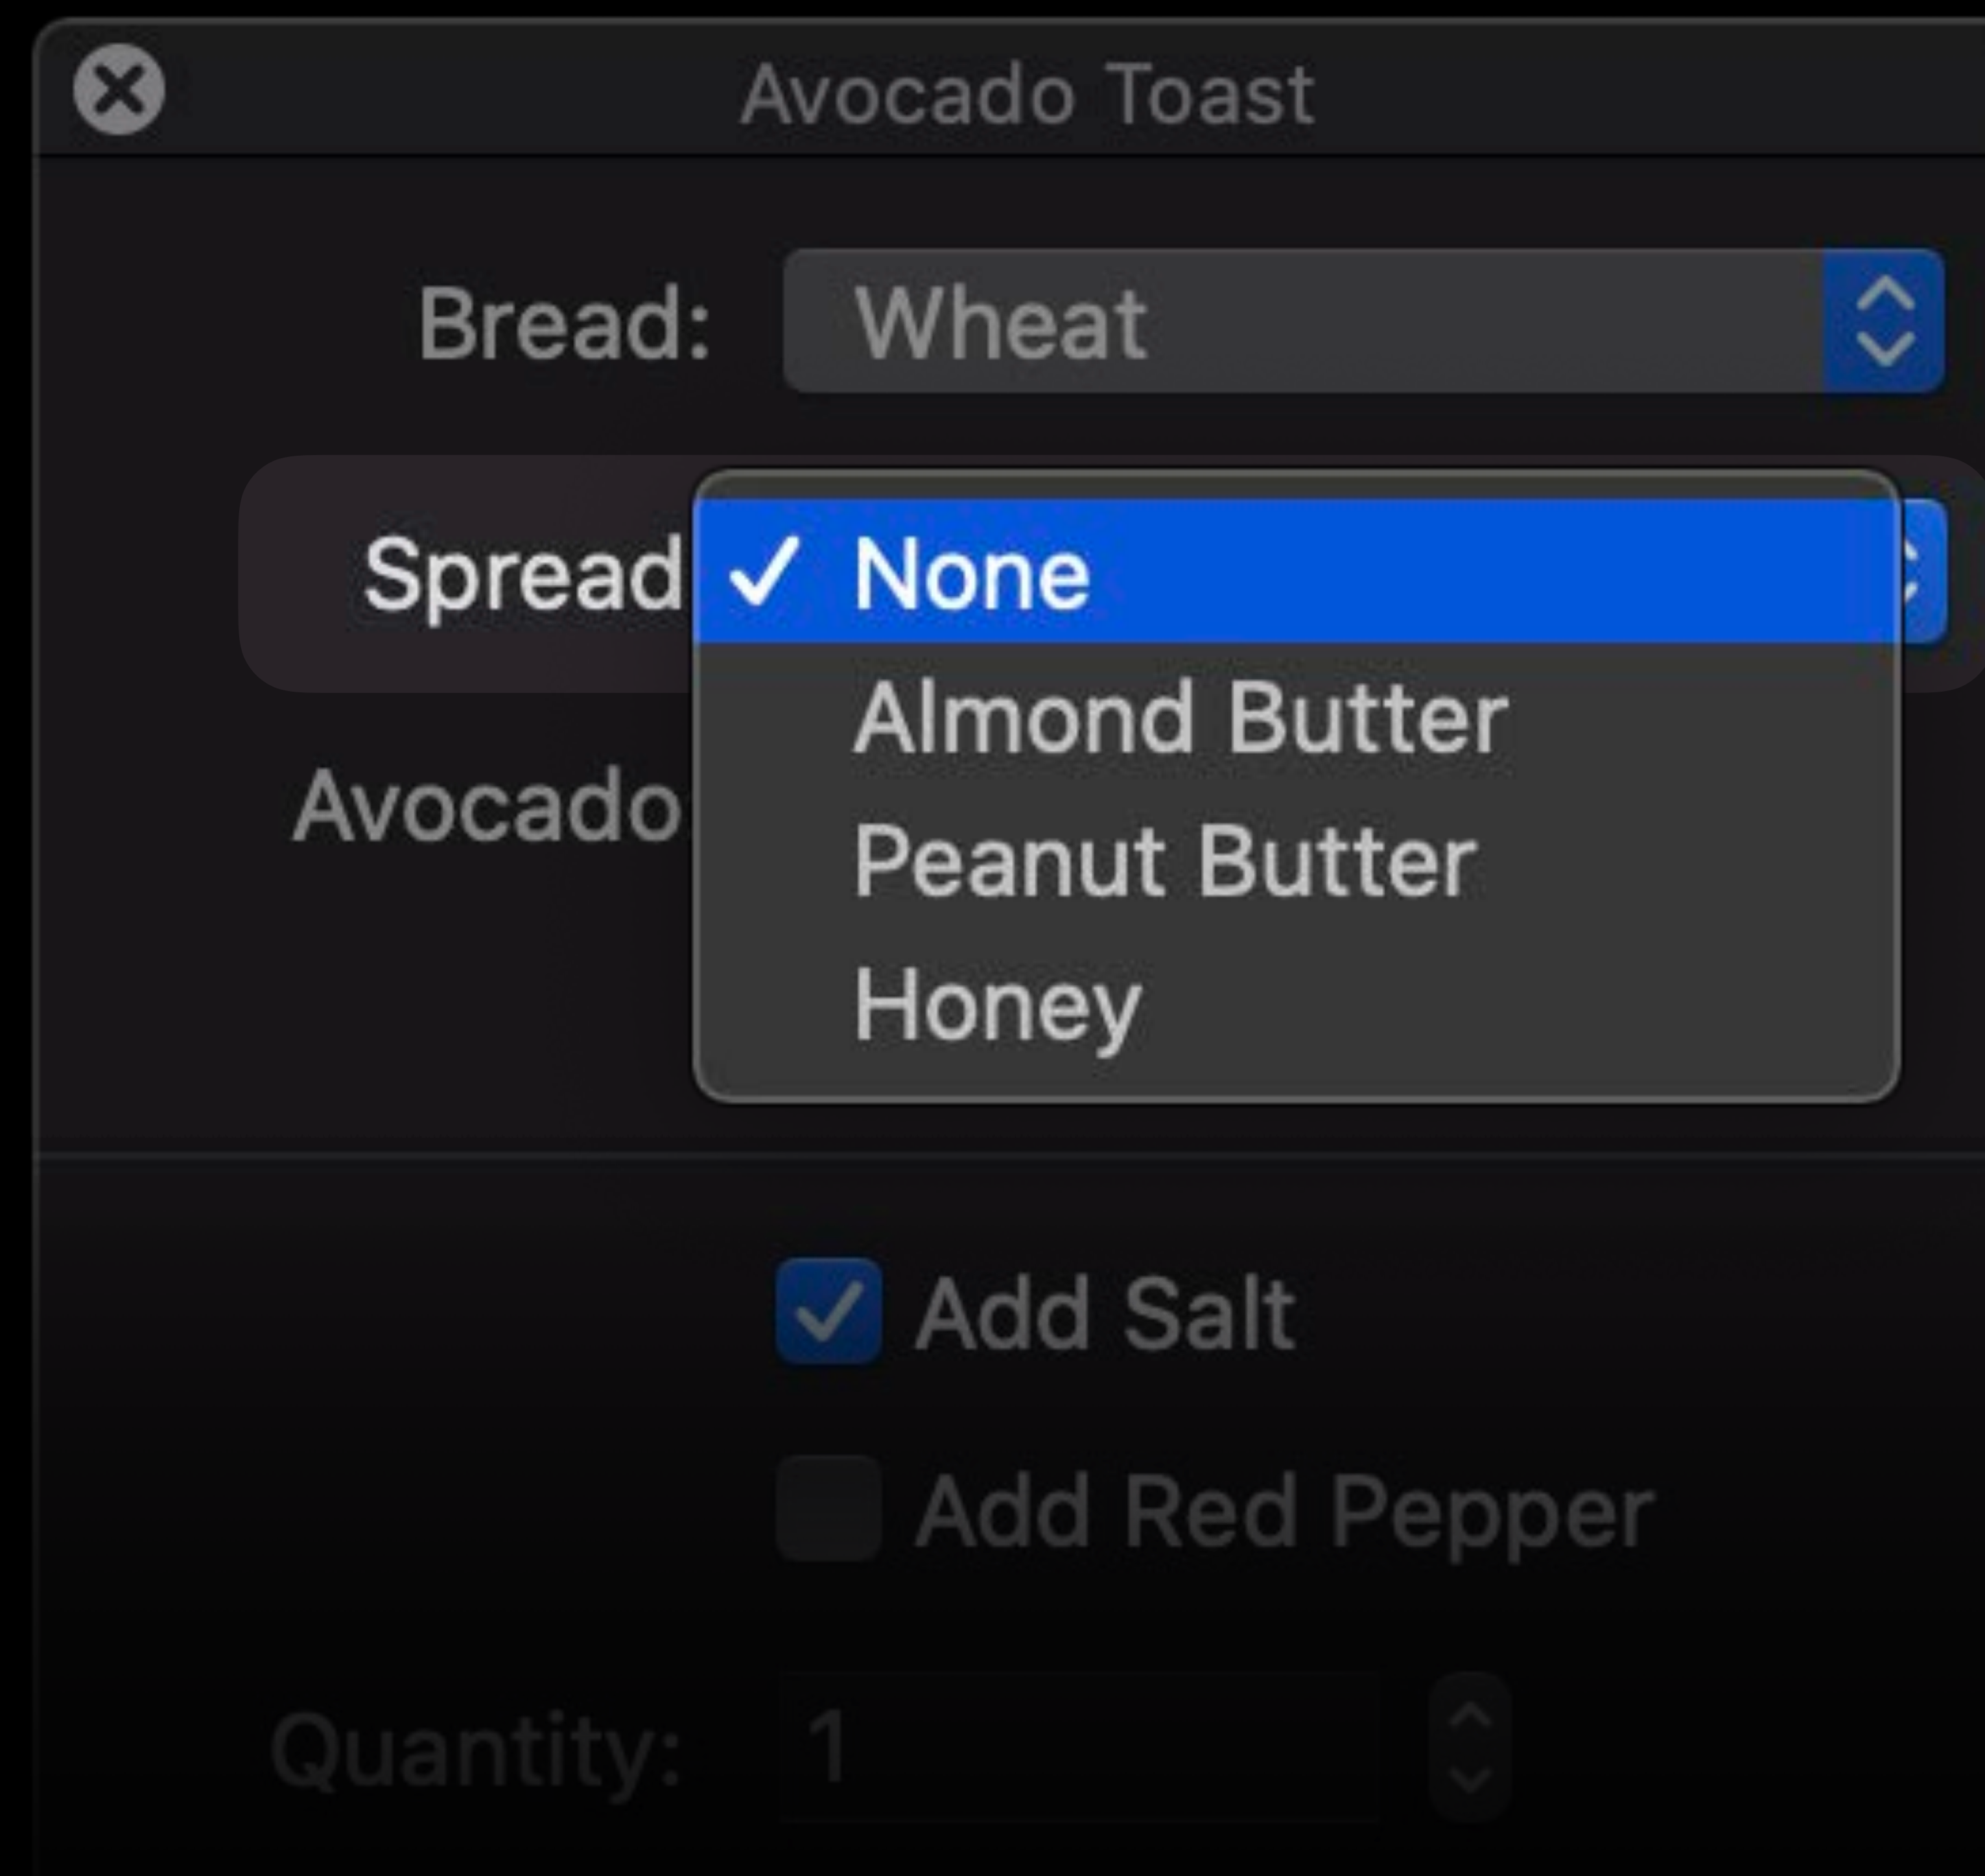 Avocado Toast
Bread: Wheat
Spread None
Almond Butter
Avocado
Peanut Butter
Honey
Add Salt
Add Red Pepper
Quantity: 1